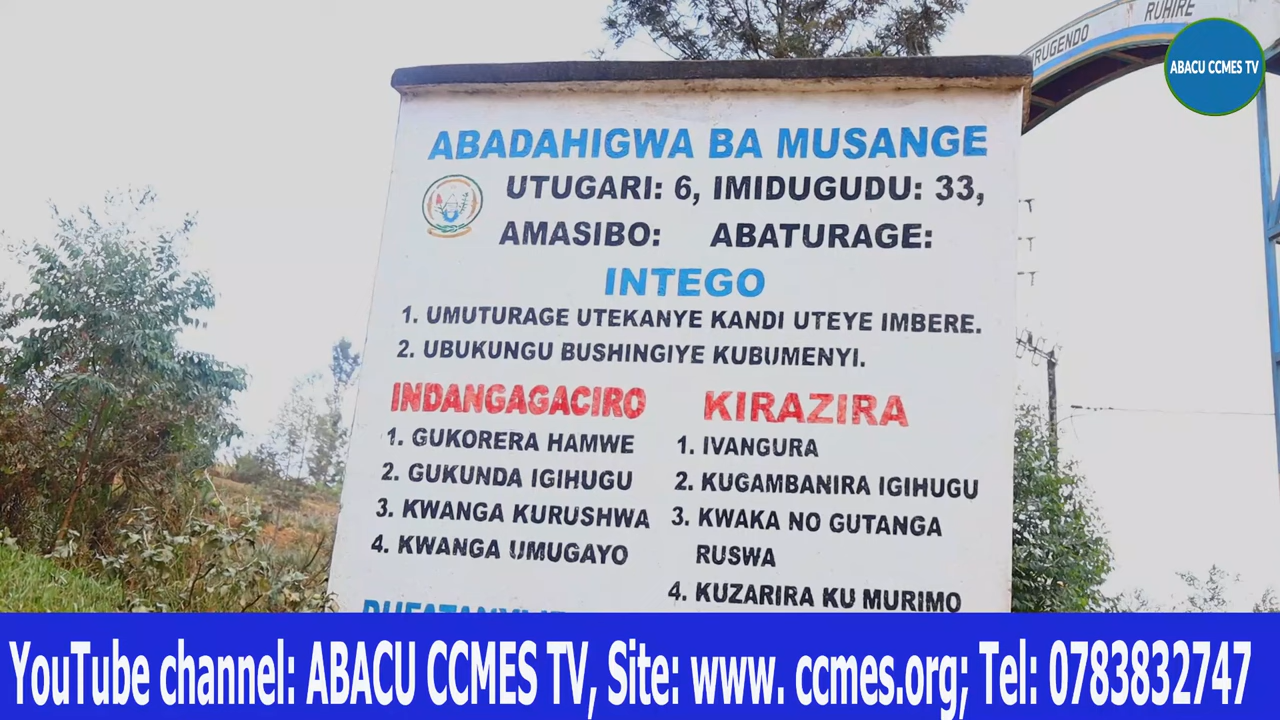 RUGENDO RUHIRE
ABACU CCMES TV
ABADAHIGWA BA MUSANGE
UTUGARI: 6, IMIDUGUDU: 33,
AMASIBO: ABATURAGE:
INTEGO
1. UMUTURAGE UTEKANYE KANDI UTEYE IMBERE.
2. UBUKUNGU BUSHINGIYE KUBUMENYI.
INDANGAGACIRO
1. GUKORERA HAMWE
2. GUKUNDA IGIHUGU
3. KWANGA KURUSHWA
4. KWANGA UMUGAYO
KIRAZIRA
1. IVANGURA
2. KUGAMBANIRA IGIHUGU
3. KWAKA NO GUTANGA
RUSWA
4. KUZARIRA KU MURIMO
YouTube channel: ABACU CCMES TV, Site: www. ccmes.org; Tel: 0783832747